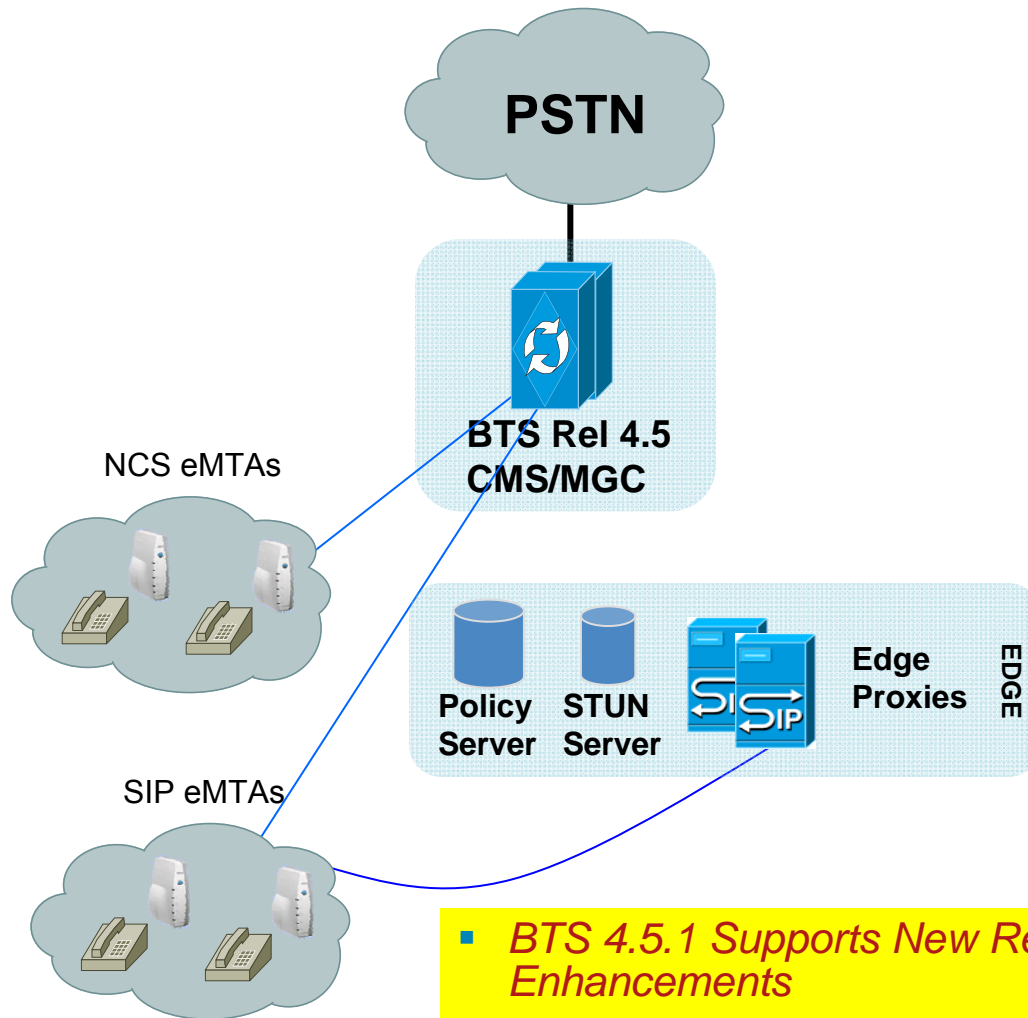 PSTN
BTS Rel 4.5
CMS/MGC
NCS eMTAs
Policy
Server
STUN
Server
SIP
Edge
Proxies
EDGE
SIP eMTAs
▪ BTS 4.5.1 Supports New
Enhancements